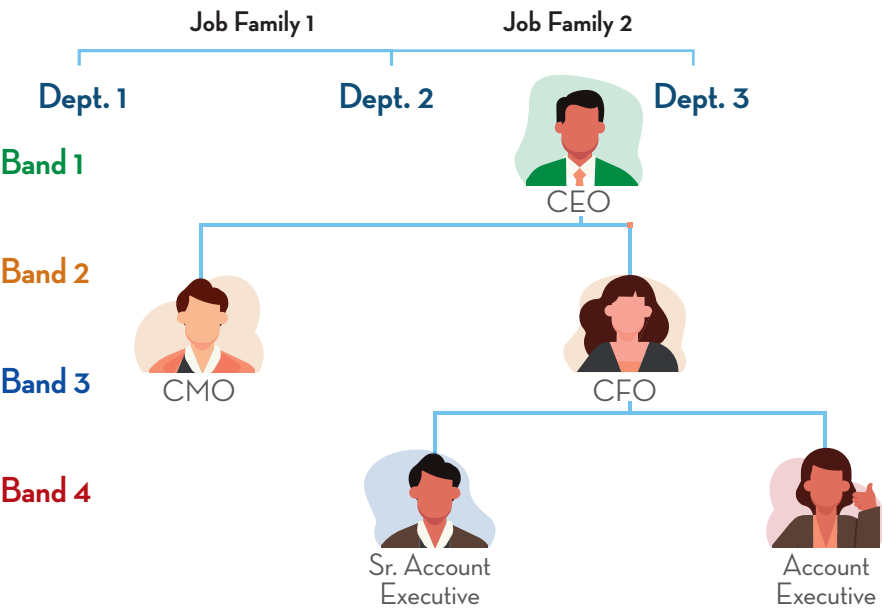 Job Family 1
Job Family 2
Dept. 1
Dept. 2
Dept. 3
Band 1
CEO
Band 2
Band 3
CMO
CFO
Band 4
Sr. Account
Executive
Account
Executive